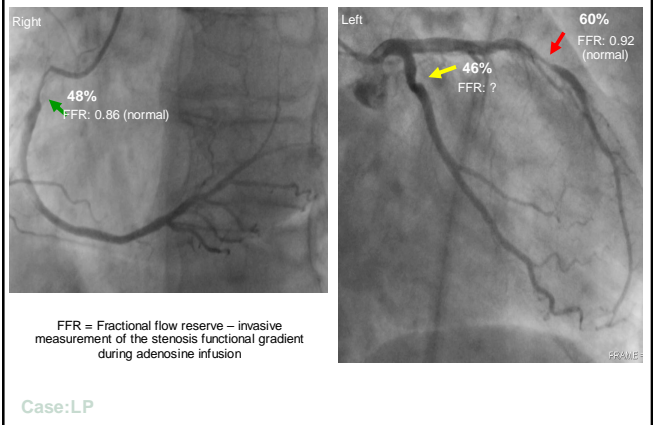 Right
48%
FFR: 0.86 (normal)
Left
60%
FFR: 0.92
(normal)
46%
FFR: ?
FRAME
FFR = Fractional flow reserve – invasive
measurement of the stenosis functional gradient
during adenosine infusion
Case:LP